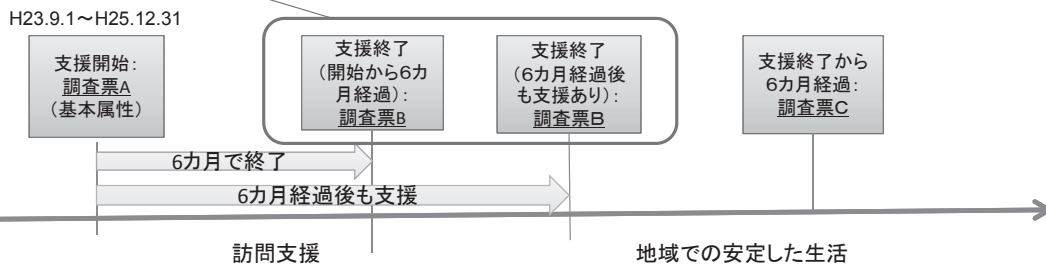 H23.9.1～H25.12.31
支援開始：
調査票A
（基本属性）
支援終了
（開始から6カ
月経過）：
調査票B
支援終了
（6カ月経過後
も支援あり）：
調査票B
支援終了から
6カ月経過：
調査票C
6カ月で終了
6カ月経過後も支援
訪問支援
地域での安定した生活